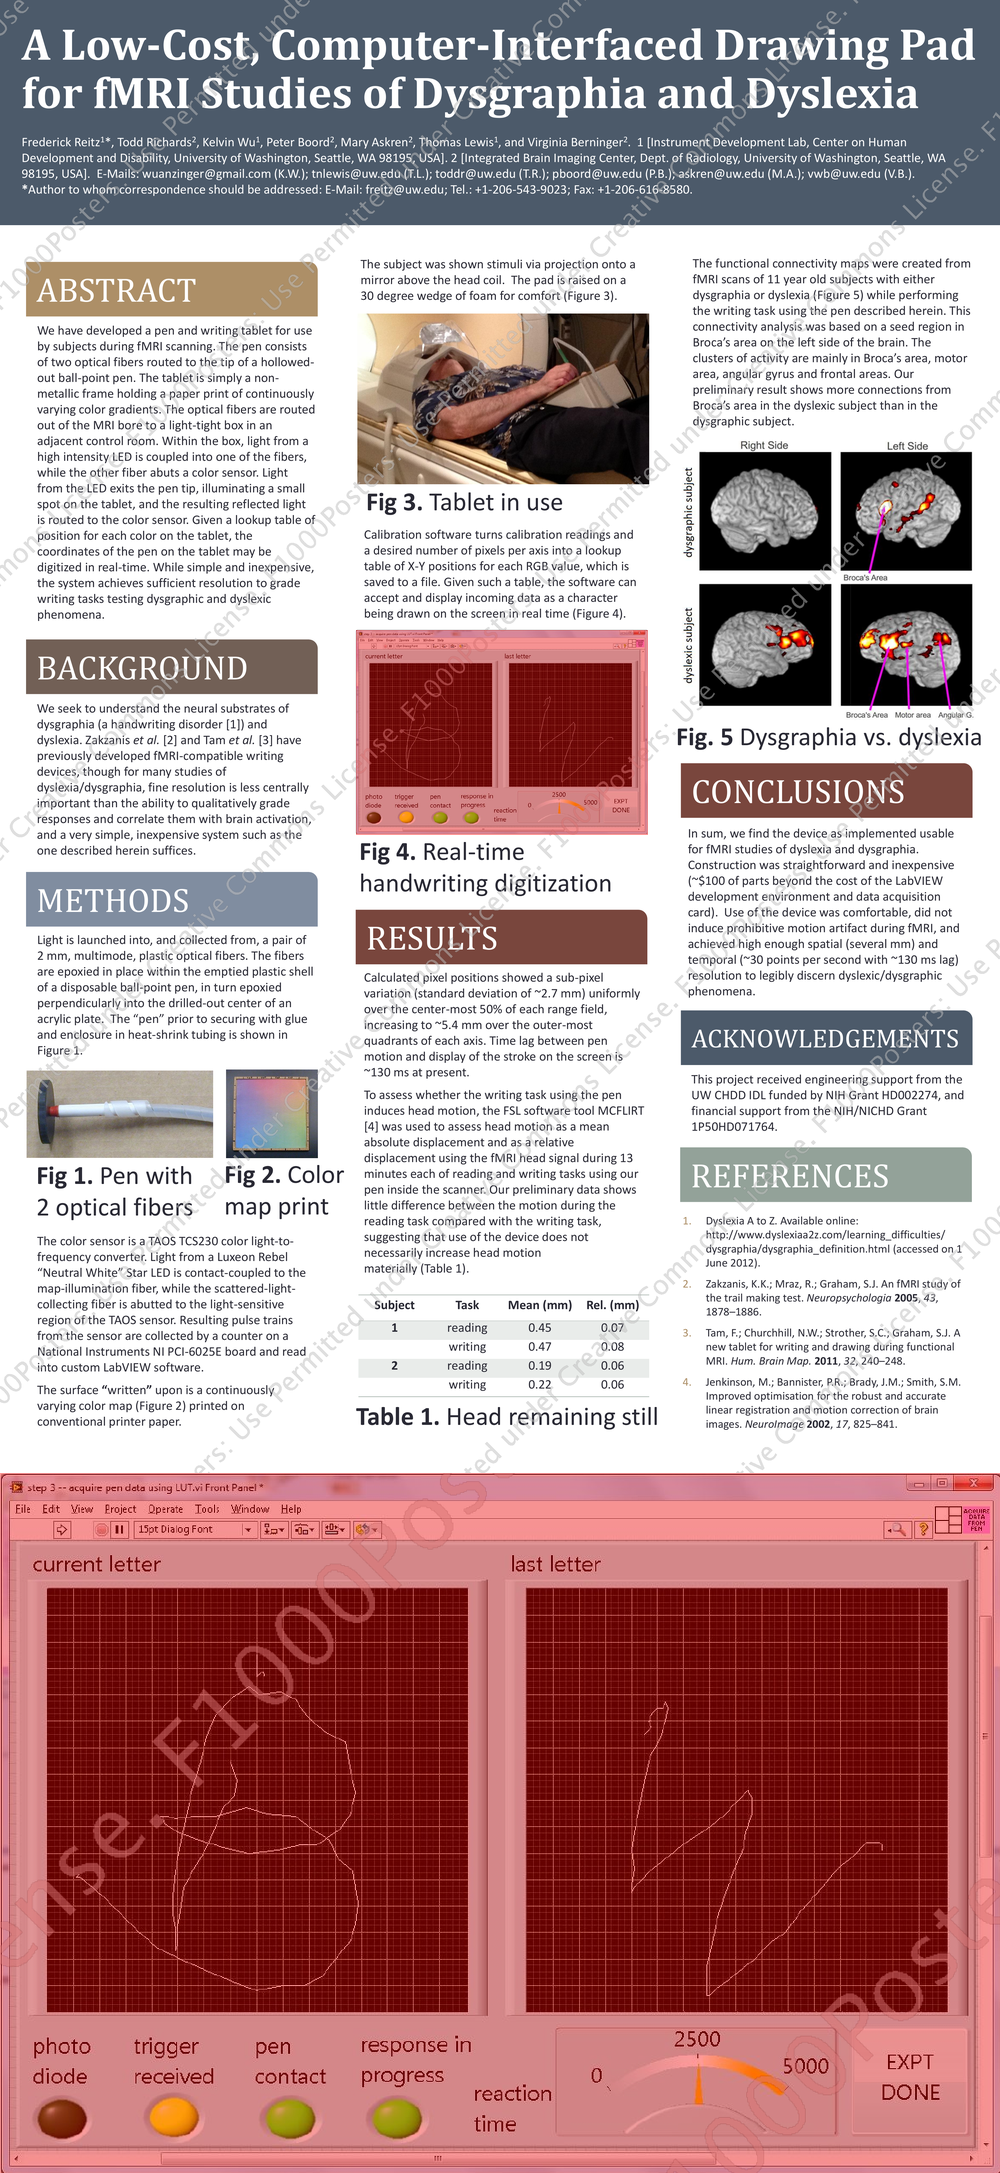 A Low-Cost, Computer-Interfaced Drawing Pad
for fMRI Studies of Dysgraphia and Dyslexia
Frederick Reitz¹*, Todd Richards², Kelvin Wu¹, Peter Boord², Mary Askren², Thomas Lewis¹, and Virginia Berninger². 1 [Instrument Development Lab, Center on Human
Development and Disability, University of Washington, Seattle, WA 98195, USA]. 2 [Integrated Brain Imaging Center, Dept. of Radiology, University of Washington, Seattle, WA
98195, USA]. E-Mails: wuanzinger@gmail.com (K.W.); tnlewis@uw.edu (T.L.); toddr@uw.edu (T.R.); pboord@uw.edu (P.B.); askren@uw.edu (M.A.); vwb@uw.edu (V.B.).
*Author to whom correspondence should be addressed: E-Mail: freitz@uw.edu; Tel.: +1-206-543-9023; Fax: +1-206-616-8580.
ABSTRACT
We have developed a pen and writing tablet for use
by subjects during fMRI scanning. The pen consists
of two optical fibers routed to the tip of a hollowed-
out ball-point pen. The tablet is simply a non-
metallic frame holding a paper print of continuously
varying color gradients. The optical fibers are routed
out of the MRI bore to a light-tight box in an
adjacent control room. Within the box, light from a
high intensity LED is coupled into one of the fibers,
while the other fiber abuts a color sensor. Light
from the LED exits the pen tip, illuminating a small
spot on the tablet, and the resulting reflected light
is routed to the color sensor. Given a lookup table of
position for each color on the tablet, the
coordinates of the pen on the tablet may be
digitized in real-time. While simple and inexpensive,
the system achieves sufficient resolution to grade
writing tasks testing dysgraphic and dyslexic
phenomena.
BACKGROUND
We seek to understand the neural substrates of
dysgraphia (a handwriting disorder [1]) and
dyslexia. Zakzanis et al. [2] and Tam et al. [3] have
previously developed fMRI-compatible writing
devices, though for many studies of
dyslexia/dysgraphia, fine resolution is less centrally
important than the ability to qualitatively grade
responses and correlate them with brain activation,
and a very simple, inexpensive system such as the
one described herein suffices.
METHODS
Light is launched into, and collected from, a pair of
2 mm, multimode, plastic optical fibers. The fibers
are epoxied in place within the emptied plastic shell
of a disposable ball-point pen, in turn epoxied
perpendicularly into the drilled-out center of an
acrylic plate. The “pen” prior to securing with glue
and enclosure in heat-shrink tubing is shown in
Figure 1.
Fig 1. Pen with
2 optical fibers
Fig 2. Color
map print
The color sensor is a TAOS TCS230 color light-to-
frequency converter. Light from a Luxeon Rebel
“Neutral White” Star LED is contact-coupled to the
map-illumination fiber, while the scattered-light-
collecting fiber is abutted to the light-sensitive
region of the TAOS sensor. Resulting pulse trains
from the sensor are collected by a counter on a
National Instruments NI PCI-6025E board and read
into custom LabVIEW software.
The surface “written” upon is a continuously
varying color map (Figure 2) printed on
conventional printer paper.
The subject was shown stimuli via projection onto a
mirror above the head coil. The pad is raised on a
30 degree wedge of foam for comfort (Figure 3).
Fig 3. Tablet in use
Calibration software turns calibration readings and
a desired number of pixels per axis into a lookup
table of X-Y positions for each RGB value, which is
saved to a file. Given such a table, the software can
accept and display incoming data as a character
being drawn on the screen in real time (Figure 4).
current letter last letter
photo diode trigger received pen contact response in progress reaction time 0 2500 5000 EXPT DONE
Fig 4. Real-time
handwriting digitization
RESULTS
Calculated pixel positions showed a sub-pixel
variation (standard deviation of ~2.7 mm) uniformly
over the center-most 50% of each range field,
increasing to ~5.4 mm over the outer-most
quadrants of each axis. Time lag between pen
motion and display of the stroke on the screen is
~130 ms at present.
To assess whether the writing task using the pen
induces head motion, the FSL software tool MCFLIRT
[4] was used to assess head motion as a mean
absolute displacement and as a relative
displacement using the fMRI head signal during 13
minutes each of reading and writing tasks using our
pen inside the scanner. Our preliminary data shows
little difference between the motion during the
reading task compared with the writing task,
suggesting that use of the device does not
necessarily increase head motion
materially (Table 1).
Subject Task Mean (mm) Rel. (mm)
1 reading 0.45 0.07
writing 0.47 0.08
2 reading 0.19 0.06
writing 0.22 0.06
Table 1. Head remaining still
The functional connectivity maps were created from
fMRI scans of 11 year old subjects with either
dysgraphia or dyslexia (Figure 5) while performing
the writing task using the pen described herein. This
connectivity analysis was based on a seed region in
Broca’s area on the left side of the brain. The
clusters of activity are mainly in Broca’s area, motor
area, angular gyrus and frontal areas. Our
preliminary result shows more connections from
Broca’s area in the dyslexic subject than in the
dysgraphic subject.
Right Side Left Side
dysgraphic subject
Broca's Area
dyslexic subject
Broca's Area Motor area Angular G.
Fig. 5 Dysgraphia vs. dyslexia
CONCLUSIONS
In sum, we find the device as implemented usable
for fMRI studies of dyslexia and dysgraphia.
Construction was straightforward and inexpensive
(~$100 of parts beyond the cost of the LabVIEW
development environment and data acquisition
card). Use of the device was comfortable, did not
induce prohibitive motion artifact during fMRI, and
achieved high enough spatial (several mm) and
temporal (~30 points per second with ~130 ms lag)
resolution to legibly discern dyslexic/dysgraphic
phenomena.
ACKNOWLEDGEMENTS
This project received engineering support from the
UW CHDD IDL funded by NIH Grant HD002274, and
financial support from the NIH/NICHD Grant
1P50HD071764.
REFERENCES
1. Dyslexia A to Z. Available online:
http://www.dyslexiaa2z.com/learning_difficulties/
dysgraphia/dysgraphia_definition.html (accessed on 1
June 2012).
2. Zakzanis, K.K.; Mraz, R.; Graham, S.J. An fMRI study of
the trail making test. Neuropsychologia 2005, 43,
1878–1886.
3. Tam, F.; Churchill, N.W.; Strother, S.C.; Graham, S.J. A
new tablet for writing and drawing during functional
MRI. Hum. Brain Map. 2011, 32, 240–248.
4. Jenkinson, M.; Bannister, P.R.; Brady, J.M.; Smith, S.M.
Improved optimisation for the robust and accurate
linear registration and motion correction of brain
images. NeuroImage 2002, 17, 825–841.
step 3 -- acquire pen data using LUT.vi Front Panel *
File Edit View Project Operate Tools Window Help
15pt Dialog Font
ACQUIRE
DATA
FROM
PEN
current letter last letter
photo
diode
trigger
received
pen
contact
response in
progress
reaction
time
0 2500 5000
EXPT
DONE
F1000Posters: Use Permitted under Creative Commons License.